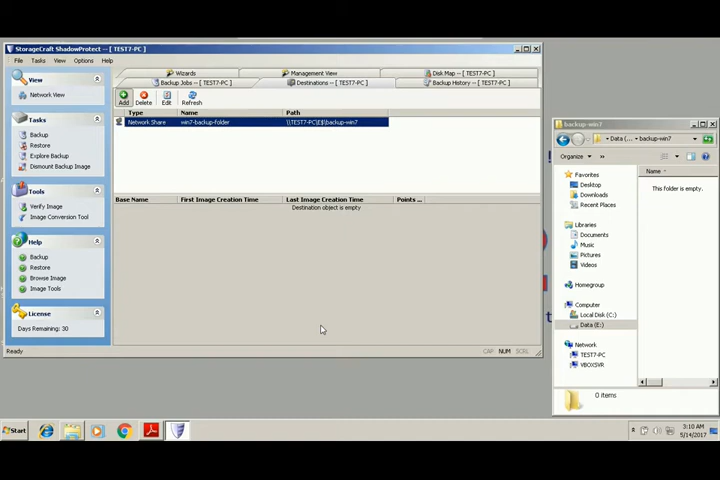 StorageCraft ShadowProtect -- [ TEST7-PC ]
File Tasks View Options Help
View
Network View
Tasks
Backup
Restore
Explore Backup
Dismount Backup Image
Tools
Verify Image
Image Conversion Tool
Help
Backup
Restore
Browse Image
Image Tools
License
Days Remaining: 30
Wizards Management View Disk Map -- [ TEST7-PC ]
Backup Jobs -- [ TEST7-PC ] Destinations -- [ TEST7-PC ] Backup History -- [ TEST7-PC ]
Add Delete Edit Refresh
Type Name Path
Network Share win7-backup-folder \\TEST7-PC\E$\backup-win7
Base Name First Image Creation Time Last Image Creation Time Points ...
Destination object is empty
Ready CAP NUM SCRL
backup-win7
Data (... backup-win7
Organize »
Favorites
Desktop
Downloads
Recent Places
Libraries
Documents
Music
Pictures
Videos
Homegroup
Computer
Local Disk (C:)
Data (E:)
Network
TEST7-PC
VBOXSVR
Name
This folder is empty.
0 items
Start
3:10 AM
5/14/2017